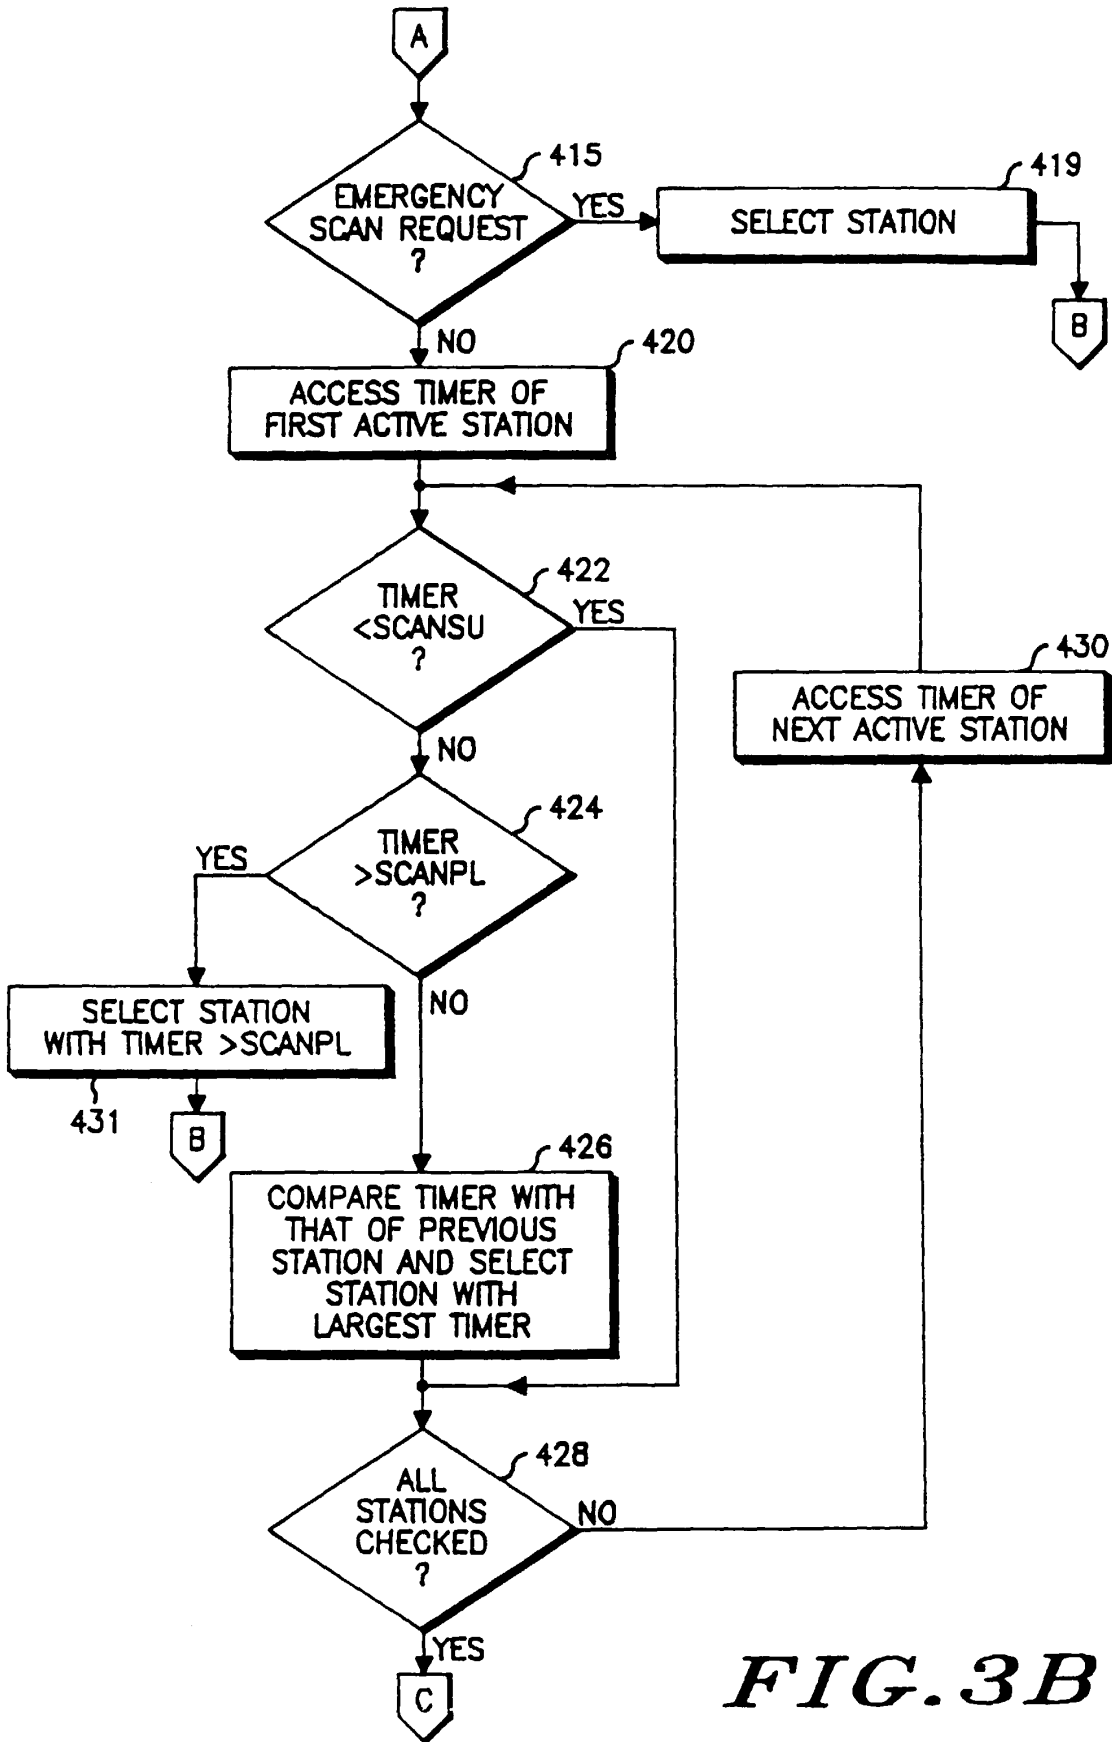 A
415
EMERGENCY
SCAN REQUEST
?
YES
419
SELECT STATION
B
NO
420
ACCESS TIMER OF
FIRST ACTIVE STATION
422
TIMER
<SCANSU
?
YES
430
ACCESS TIMER OF
NEXT ACTIVE STATION
NO
424
TIMER
>SCANPL
?
YES
NO
SELECT STATION
WITH TIMER >SCANPL
431
B
426
COMPARE TIMER WITH
THAT OF PREVIOUS
STATION AND SELECT
STATION WITH
LARGEST TIMER
428
ALL
STATIONS
CHECKED
?
NO
YES
C
FIG.3B